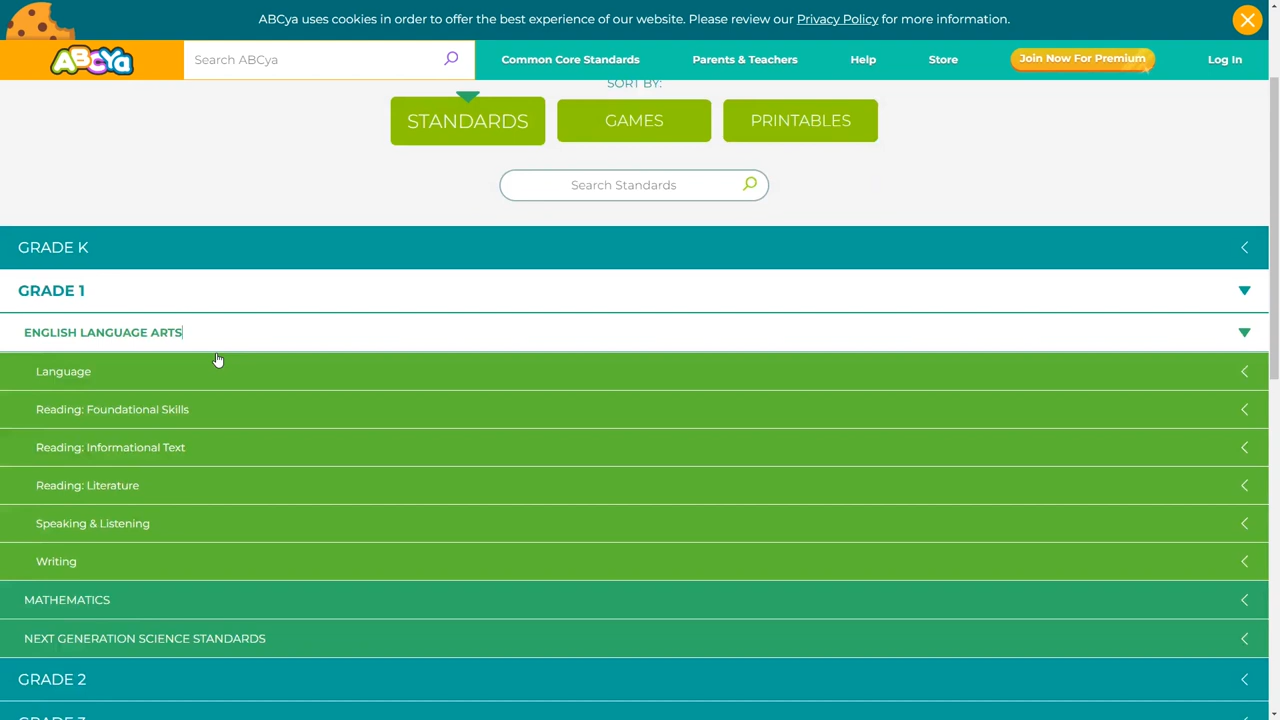 ABCya uses cookies in order to offer the best experience of our website. Please review our Privacy Policy for more information.
ABCYa Search ABCya Common Core Standards Parents & Teachers Help Store Join Now For Premium Log In
SORT BY:
STANDARDS GAMES PRINTABLES
Search Standards
GRADE K
GRADE 1
ENGLISH LANGUAGE ARTS
Language
Reading: Foundational Skills
Reading: Informational Text
Reading: Literature
Speaking & Listening
Writing
MATHEMATICS
NEXT GENERATION SCIENCE STANDARDS
GRADE 2
GRADE 3